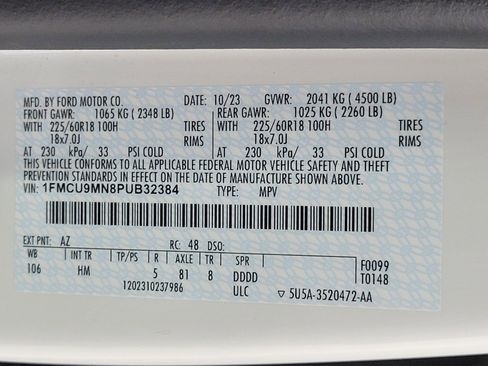 MFD. BY FORD MOTOR CO. DATE: 10/23 GVWR: 2041 KG ( 4500 LB)
FRONT GAWR: 1065 KG ( 2348 LB) REAR GAWR: 1025 KG ( 2260 LB)
WITH 225/60R18 100H TIRES WITH 225/60R18 100H TIRES
18x7.0J RIMS 18x7.0J RIMS
AT 230 kPa/ 33 PSI COLD AT 230 kPa/ 33 PSI COLD
THIS VEHICLE CONFORMS TO ALL APPLICABLE FEDERAL MOTOR VEHICLE SAFETY AND THEFT
PREVENTION STANDARDS IN EFFECT ON THE DATE OF MANUFACTURE SHOWN ABOVE.
VIN: 1FMCU9MN8PUB32384 TYPE: MPV
EXT PNT: AZ RC: 48 DSO:
WB INT TR TP/PS R AXLE TR SPR F0099
106 HM 5 81 8 DDDD T0148
1202310237986 ULC ▽ 5U5A-3520472-AA